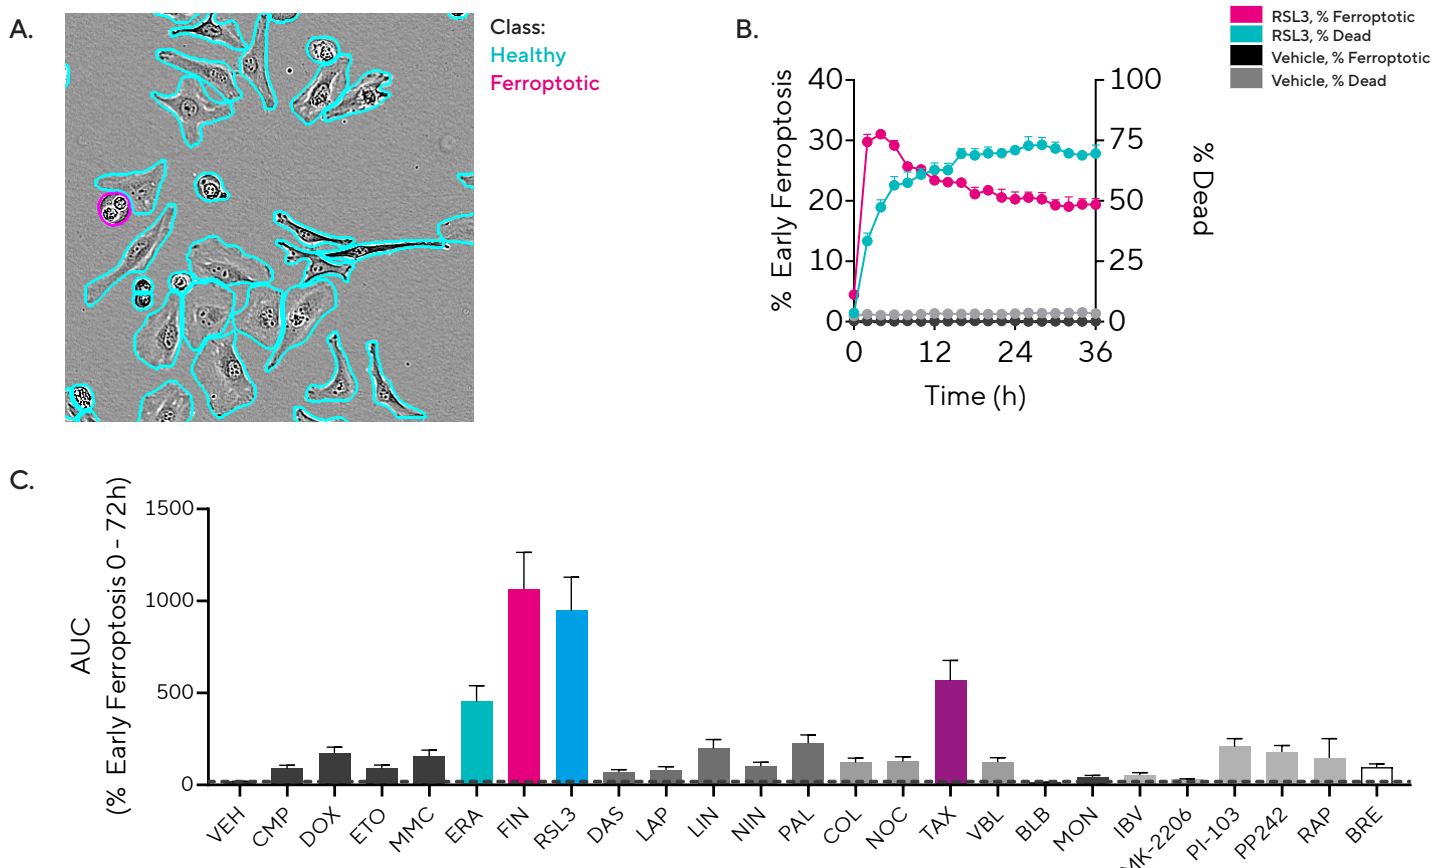 A.
Class:
Healthy
Ferroptotic
B.
RSL3, % Ferroptotic
RSL3, % Dead
Vehicle, % Ferroptotic
Vehicle, % Dead
% Early Ferroptosis
40
30
20
10
0
100
75
50
25
0
% Dead
0 12 24 36
Time (h)
C.
AUC
(% Early Ferroptosis 0 - 72h)
1500
1000
500
0
VEH CMP DOX ETO MMC ERA FIN RSL3 DAS LAP LIN NIN PAL COL NOC TAX VBL BLB MON IBV MK-2206 PI-103 PP242 RAP BRE